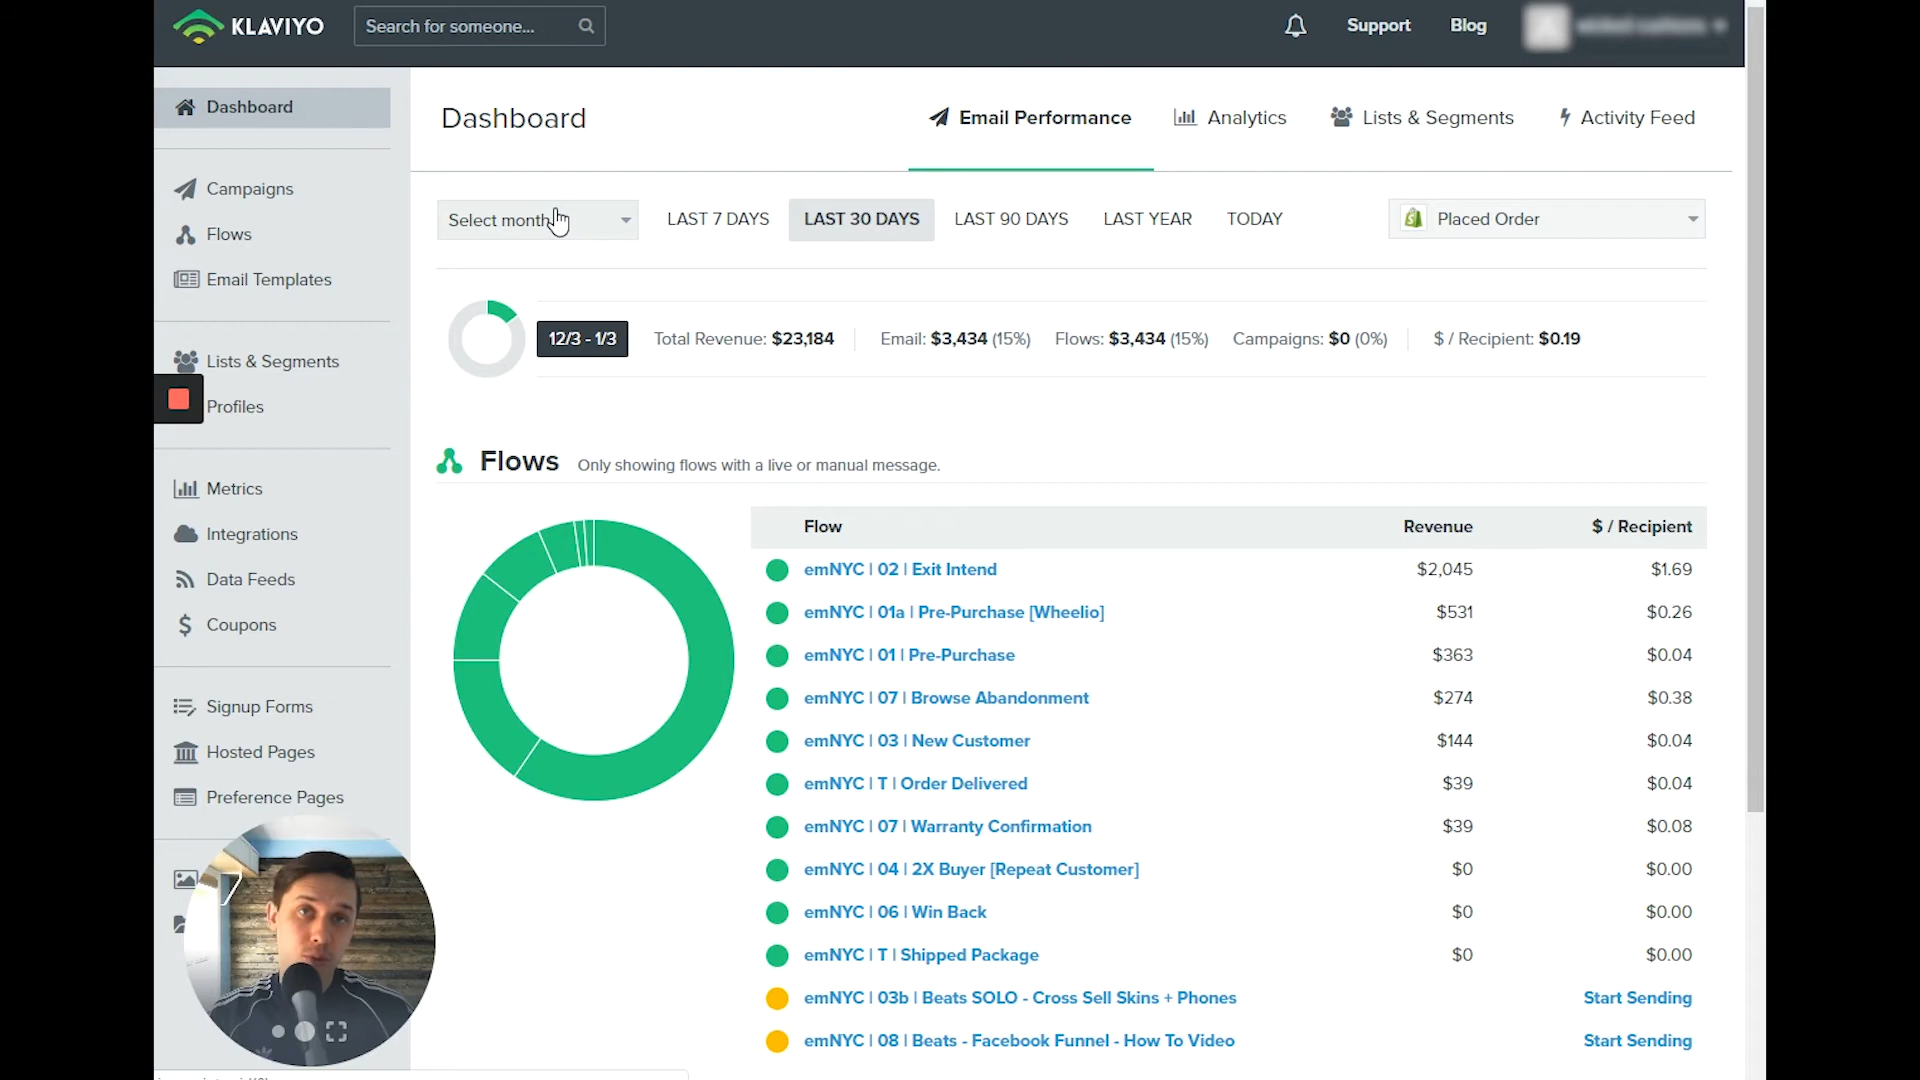 KLAVIYO
Search for someone...
Support
Blog
Dashboard
Campaigns
Flows
Email Templates
Lists & Segments
Profiles
Metrics
Integrations
Data Feeds
Coupons
Signup Forms
Hosted Pages
Preference Pages
Dashboard
Email Performance
Analytics
Lists & Segments
Activity Feed
Select month
LAST 7 DAYS
LAST 30 DAYS
LAST 90 DAYS
LAST YEAR
TODAY
Placed Order
12/3 - 1/3
Total Revenue: $23,184
Email: $3,434 (15%)
Flows: $3,434 (15%)
Campaigns: $0 (0%)
$ / Recipient: $0.19
Flows
Only showing flows with a live or manual message.
Flow Revenue $ / Recipient
emNYC | 02 | Exit Intend $2,045 $1.69
emNYC | 01a | Pre-Purchase [Wheelio] $531 $0.26
emNYC | 01 | Pre-Purchase $363 $0.04
emNYC | 07 | Browse Abandonment $274 $0.38
emNYC | 03 | New Customer $144 $0.04
emNYC | T | Order Delivered $39 $0.04
emNYC | 07 | Warranty Confirmation $39 $0.08
emNYC | 04 | 2X Buyer [Repeat Customer] $0 $0.00
emNYC | 06 | Win Back $0 $0.00
emNYC | T | Shipped Package $0 $0.00
emNYC | 03b | Beats SOLO - Cross Sell Skins + Phones Start Sending
emNYC | 08 | Beats - Facebook Funnel - How To Video Start Sending